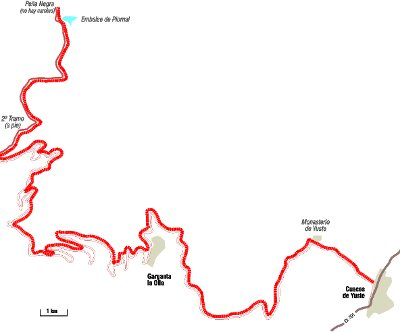 Peña Negra
(no hay cartel)
Embalse de Piornal
2º Tramo
(a pie)
Monasterio
de Yuste
Garganta
la Olla
Cuacos
de Yuste
1 km